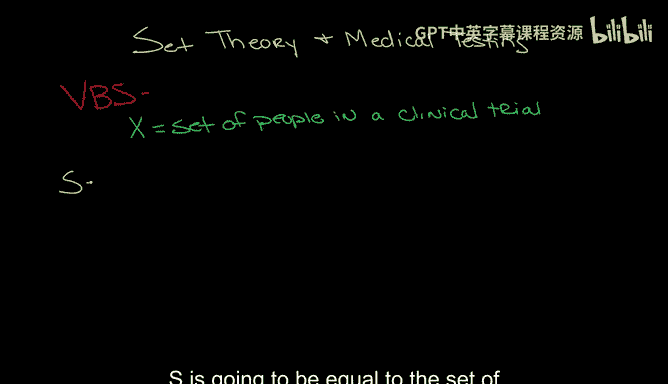 Set Theory + Medical Testing
GPT中英字幕课程资源 bilibili
VBS-
X = set of people in a clinical trial
S-
S is going to be equal to the set of